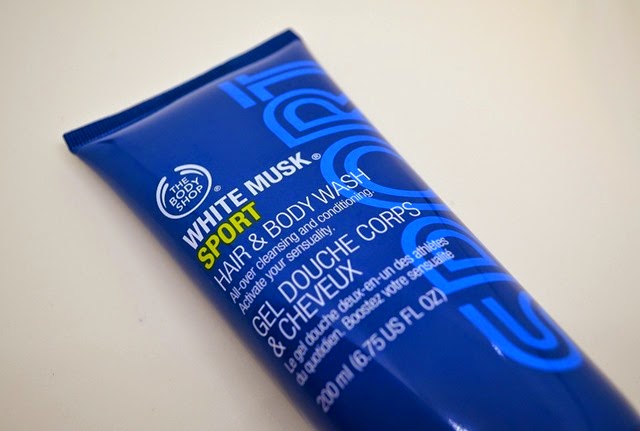 THE
BODY
SHOP®
WHITE MUSK®
SPORT
HAIR & BODY WASH
All-over cleansing and conditioning.
Activate your sensuality.
GEL DOUCHE CORPS
& CHEVEUX
Le gel douche deux-en-un des athlètes
du quotidien. Boostez votre sensualité
200 ml (6.75 US FL OZ)
SPORT